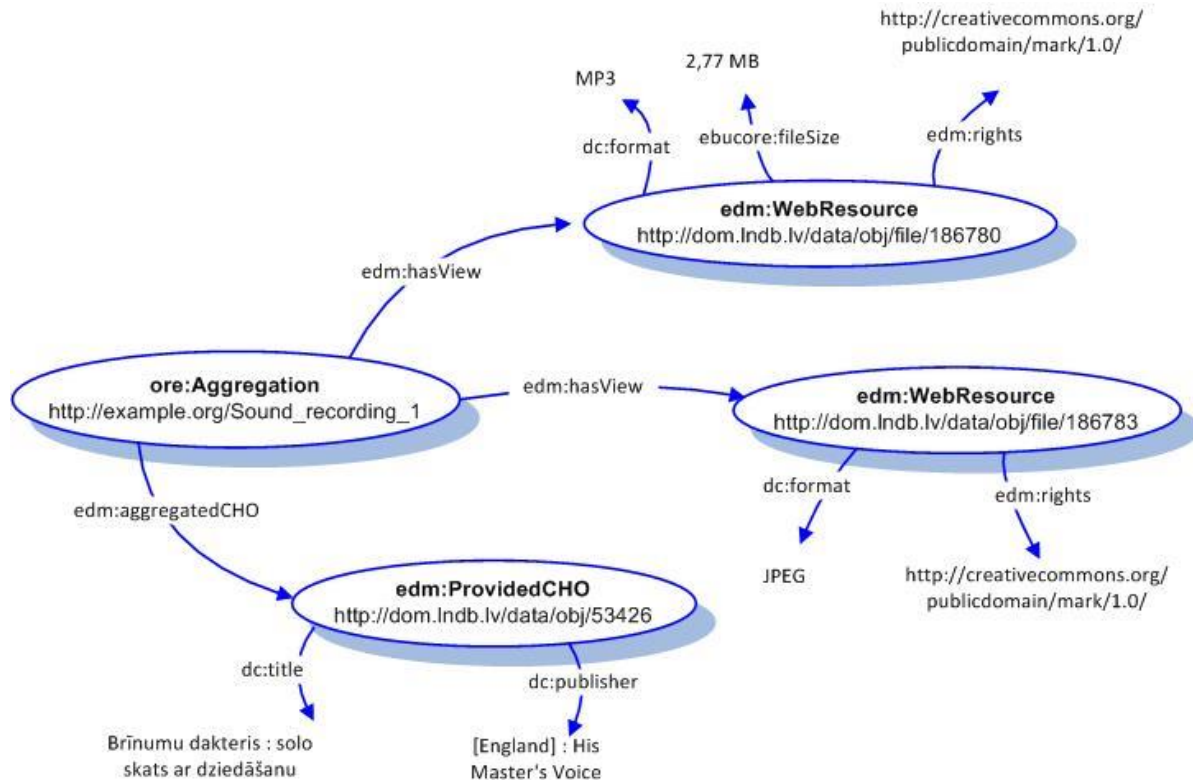 http://creativecommons.org/
publicdomain/mark/1.0/
2,77 MB
MP3
dc:format
ebucore:fileSize
edm:rights
edm:WebResource
http://dom.lndb.lv/data/obj/file/186780
edm:hasView
ore:Aggregation
http://example.org/Sound_recording_1
edm:hasView
edm:WebResource
http://dom.lndb.lv/data/obj/file/186783
dc:format
edm:rights
JPEG
http://creativecommons.org/
publicdomain/mark/1.0/
edm:aggregatedCHO
edm:ProvidedCHO
http://dom.lndb.lv/data/obj/53426
dc:title
dc:publisher
Brīnumu dakteris : solo
skats ar dziedāšanu
[England] : His
Master's Voice